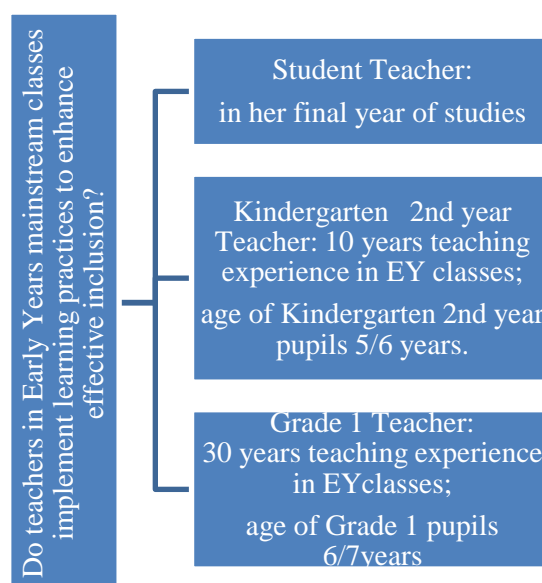 Do teachers in Early Years mainstream classes
implement learning practices to enhance
effective inclusion?
Student Teacher:
in her final year of studies
Kindergarten 2nd year
Teacher: 10 years teaching
experience in EY classes;
age of Kindergarten 2nd year
pupils 5/6 years.
Grade 1 Teacher:
30 years teaching experience
in EYclasses;
age of Grade 1 pupils
6/7years